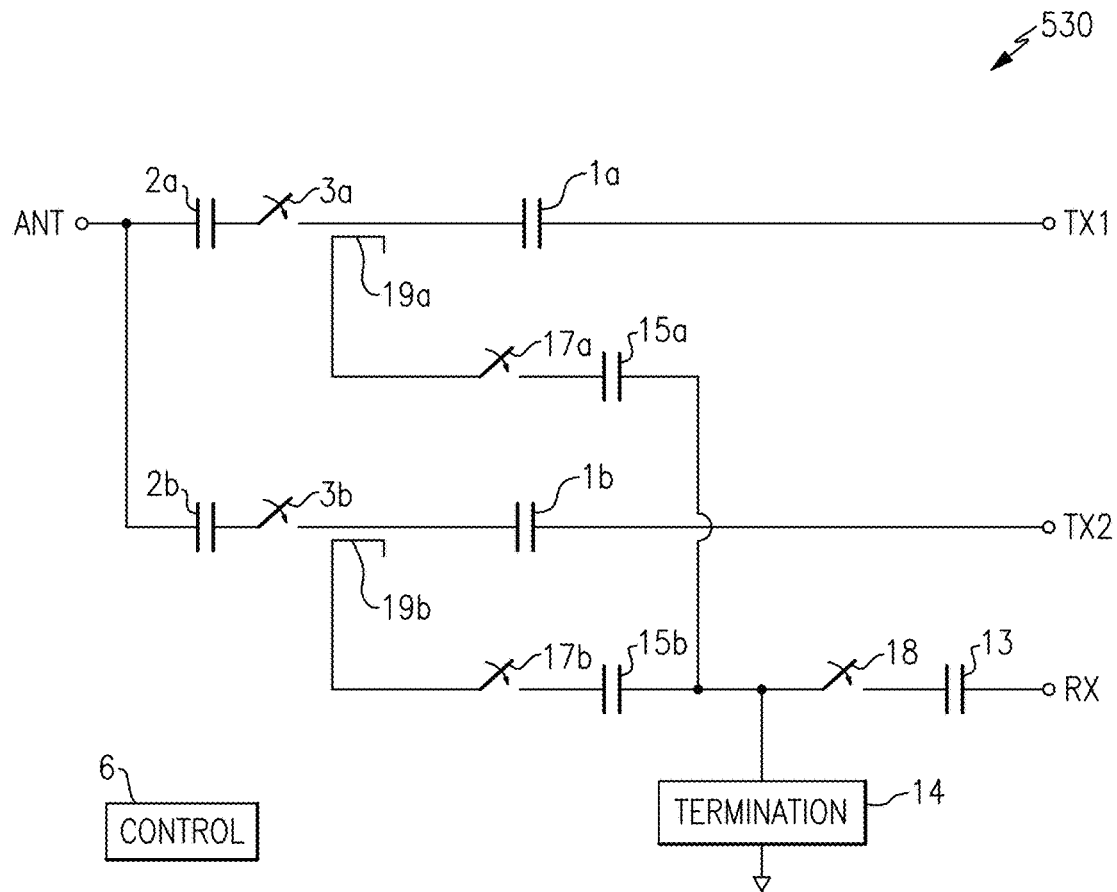 530
2a
3a
1a
ANT
TX1
19a
17a
15a
2b
3b
1b
TX2
19b
17b
15b
18
13
RX
6
CONTROL
TERMINATION
14